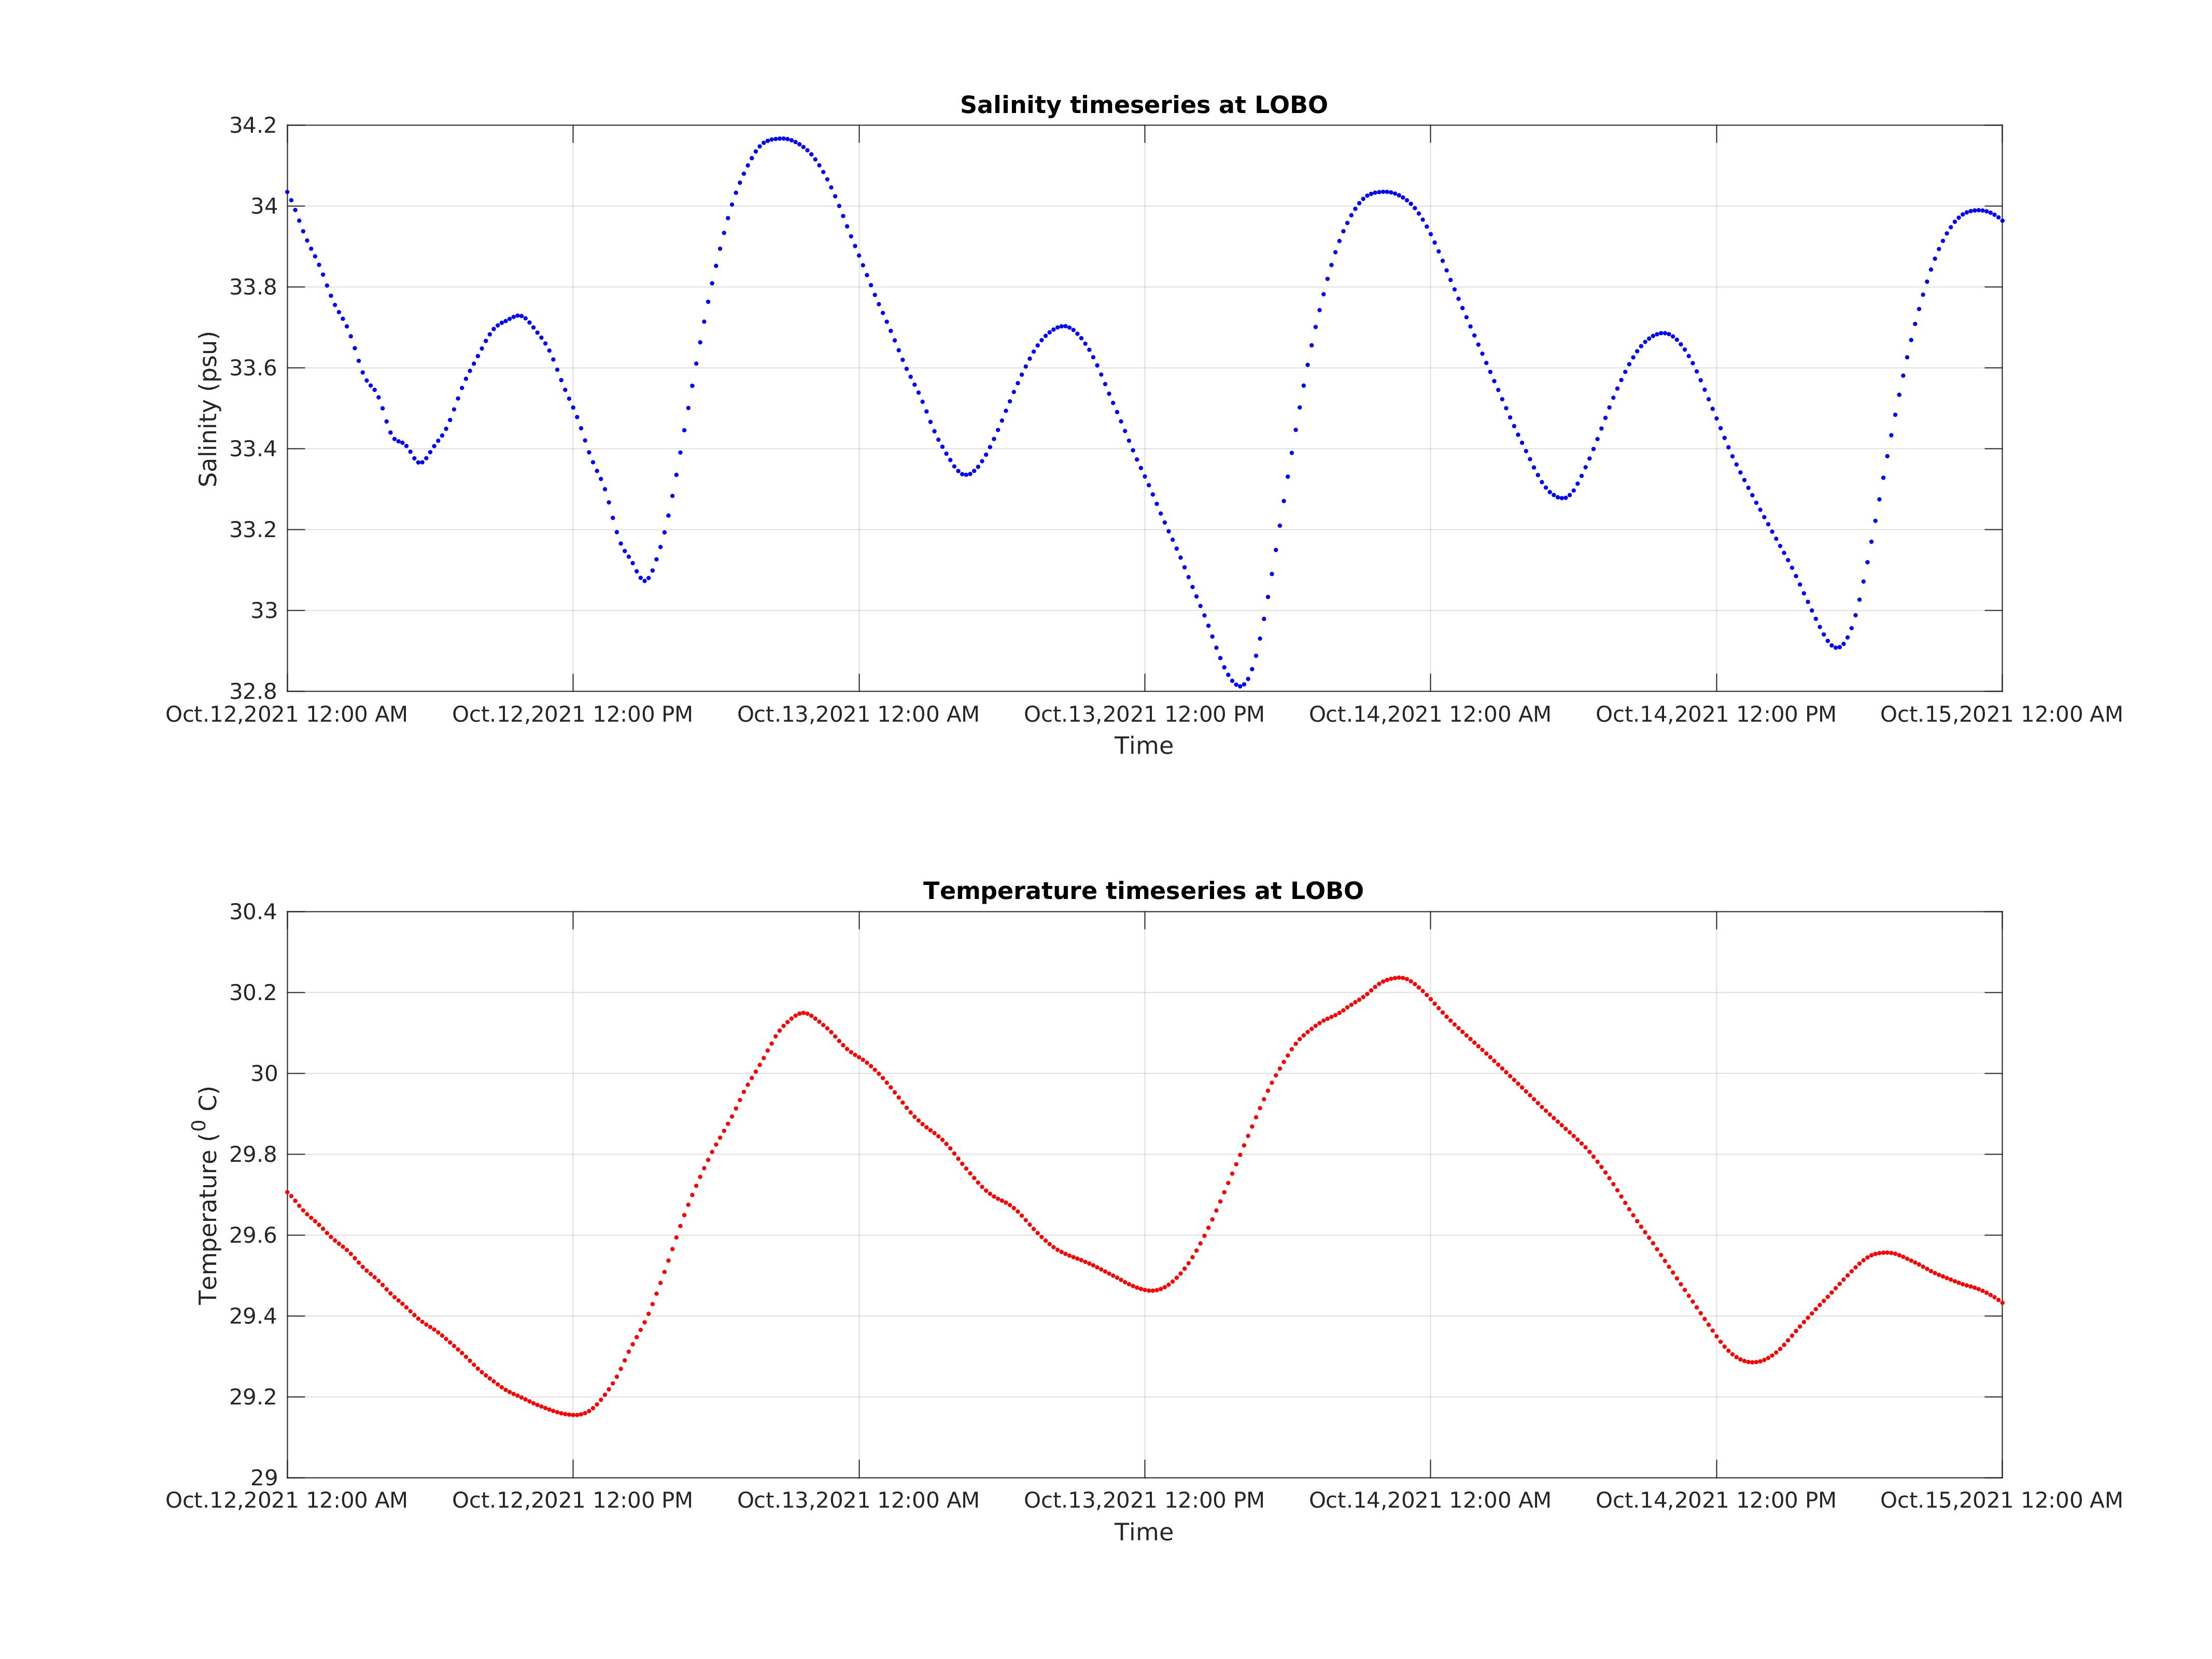 Salinity timeseries at LOBO
34.2
34
33.8
33.6
33.4
33.2
33
32.8
Salinity (psu)
Oct.12,2021 12:00 AM Oct.12,2021 12:00 PM Oct.13,2021 12:00 AM Oct.13,2021 12:00 PM Oct.14,2021 12:00 AM Oct.14,2021 12:00 PM Oct.15,2021 12:00 AM
Time
Temperature timeseries at LOBO
30.4
30.2
30
29.8
29.6
29.4
29.2
29
Temperature (⁰ C)
Oct.12,2021 12:00 AM Oct.12,2021 12:00 PM Oct.13,2021 12:00 AM Oct.13,2021 12:00 PM Oct.14,2021 12:00 AM Oct.14,2021 12:00 PM Oct.15,2021 12:00 AM
Time